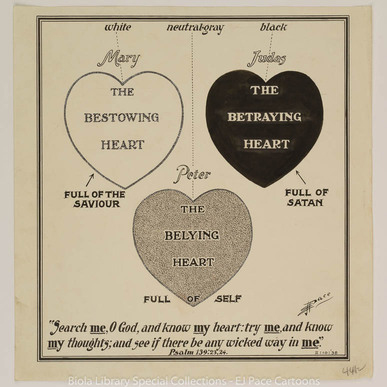 white neutral-gray black
Mary Judas
THE
BESTOWING
HEART
THE
BETRAYING
HEART
FULL OF THE
SAVIOUR
FULL OF
SATAN
Peter
THE
BELYING
HEART
FULL OF SELF
EJ Pace
"Search me, O God, and know my heart: try me, and know
my thoughts; and see if there be any wicked way in me."
Psalm 139:23,24.
Biola Library Special Collections - EJ Pace Cartoons